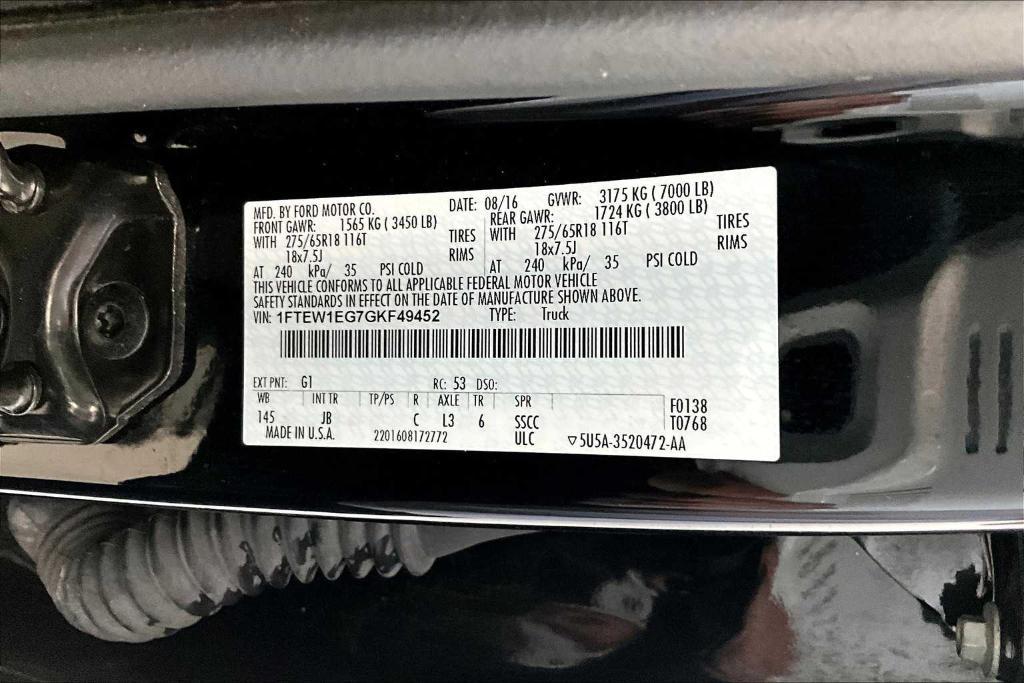 MFD. BY FORD MOTOR CO. DATE: 08/16 GVWR: 3175 KG ( 7000 LB)
FRONT GAWR: 1565 KG ( 3450 LB) REAR GAWR: 1724 KG ( 3800 LB)
WITH 275/65R18 116T TIRES WITH 275/65R18 116T TIRES
18x7.5J RIMS 18x7.5J RIMS
AT 240 kPa/ 35 PSI COLD AT 240 kPa/ 35 PSI COLD
THIS VEHICLE CONFORMS TO ALL APPLICABLE FEDERAL MOTOR VEHICLE
SAFETY STANDARDS IN EFFECT ON THE DATE OF MANUFACTURE SHOWN ABOVE.
VIN: 1FTEW1EG7GKF49452 TYPE: Truck
EXT PNT: G1 RC: 53 DSO:
WB INT TR TP/PS R AXLE TR SPR F0138
145 JB C L3 6 SSCC T0768
MADE IN U.S.A. 2201608172772 ULC ▽5U5A-3520472-AA